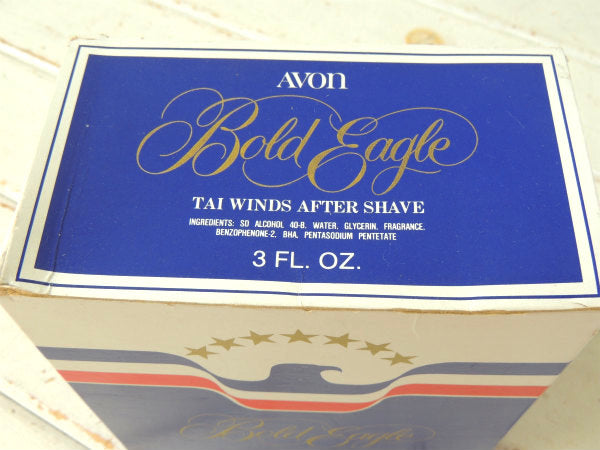 AVON
Bold Eagle
TAI WINDS AFTER SHAVE
INGREDIENTS: SD ALCOHOL 40-B, WATER, GLYCERIN, FRAGRANCE,
BENZOPHENONE-2, BHA, PENTASODIUM PENTETATE
3 FL. OZ.
Bold Eagle